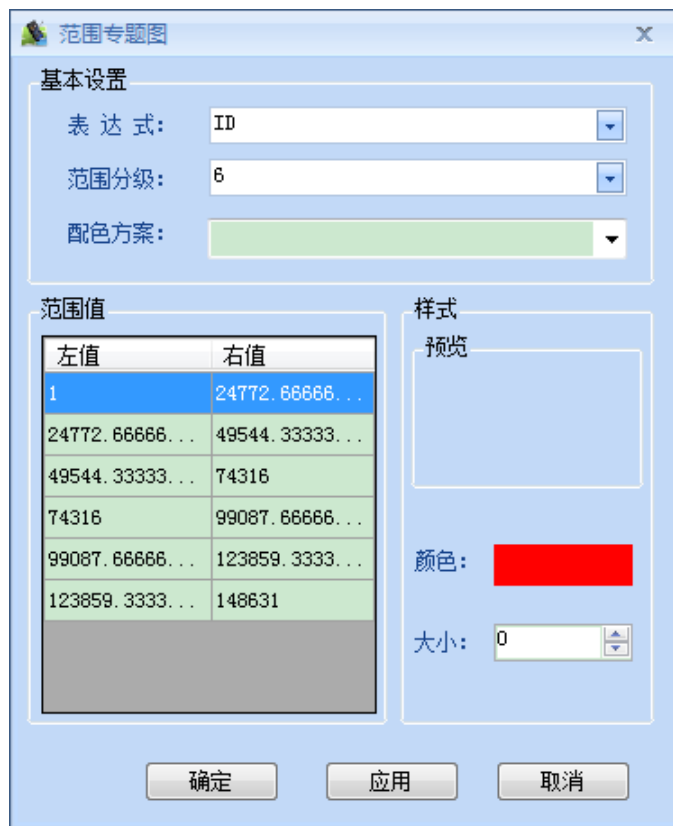 范围专题图
基本设置
表 达 式: ID
范围分级: 6
配色方案:
范围值
左值 右值
1 24772.66666...
24772.66666... 49544.33333...
49544.33333... 74316
74316 99087.66666...
99087.66666... 123859.3333...
123859.3333... 148631
样式
预览
颜色:
大小: 0
确定 应用 取消